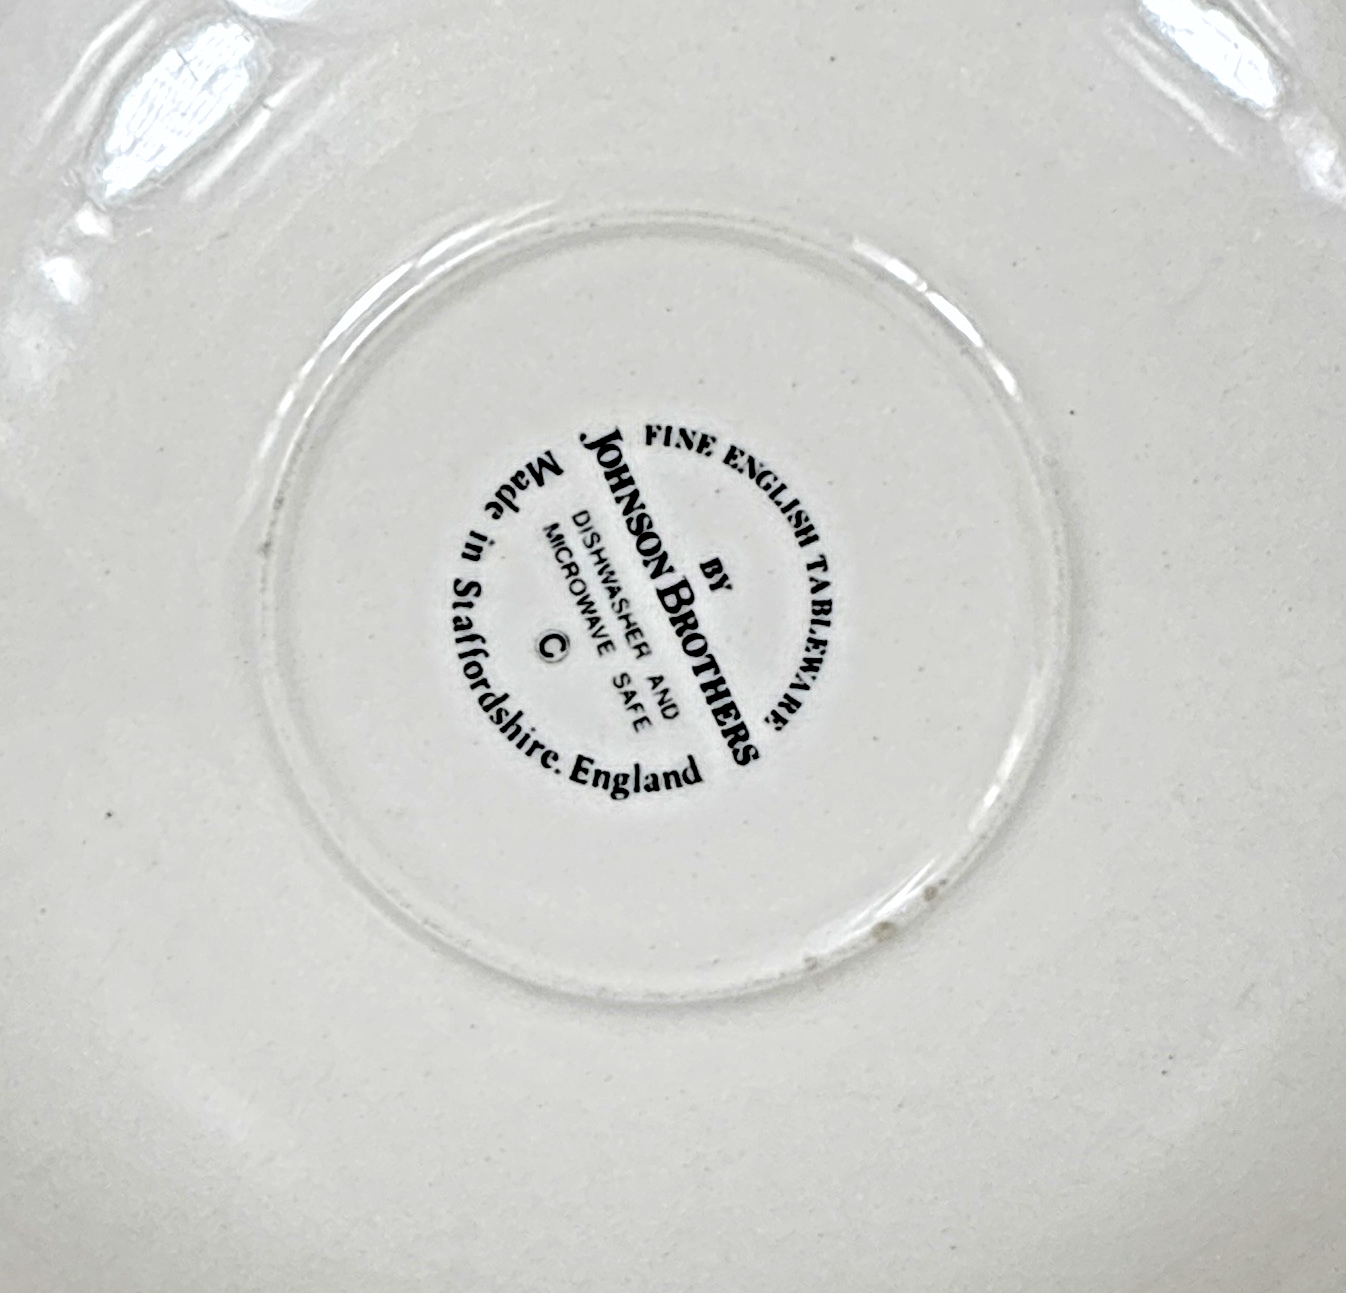 FINE ENGLISH TABLEWARE
BY
JOHNSON BROTHERS
DISHWASHER AND
MICROWAVE SAFE
©
Made in Staffordshire. England